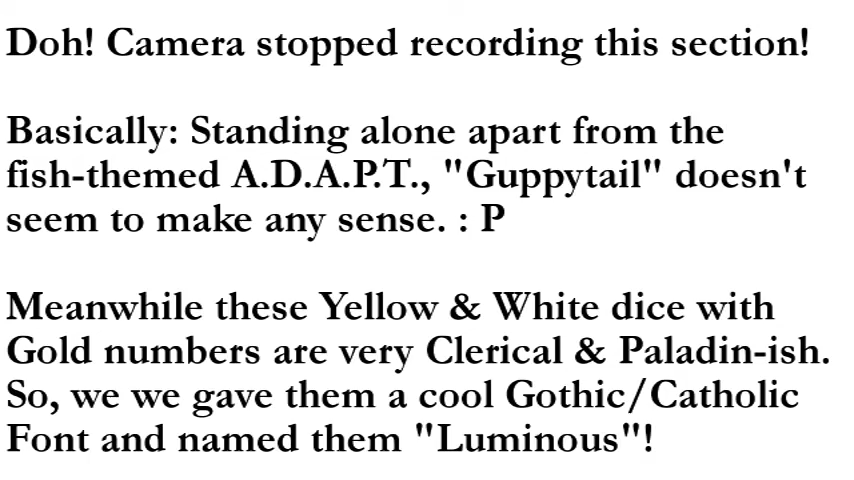 Doh! Camera stopped recording this section!
Basically: Standing alone apart from the
fish-themed A.D.A.P.T., "Guppytail" doesn't
seem to make any sense. : P
Meanwhile these Yellow & White dice with
Gold numbers are very Clerical & Paladin-ish.
So, we we gave them a cool Gothic/Catholic
Font and named them "Luminous"!